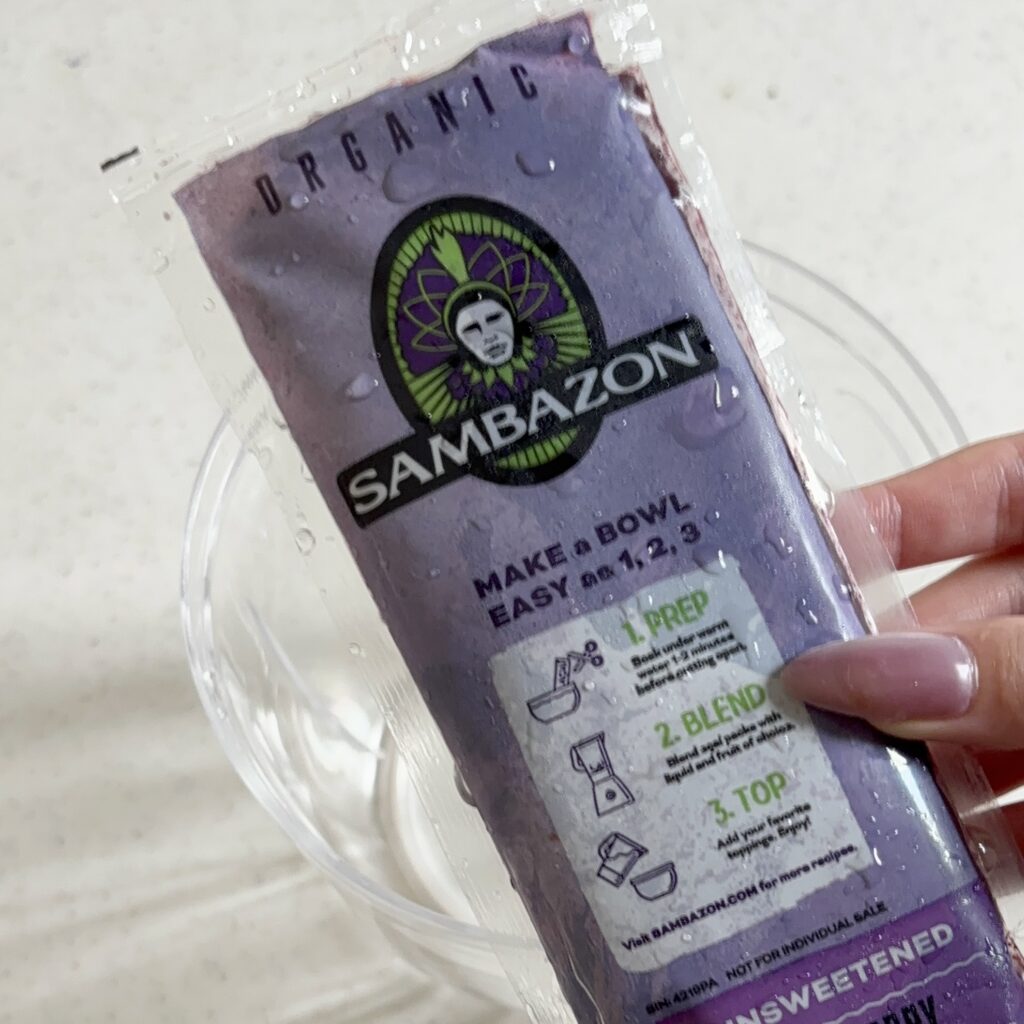 ORGANIC
SAMBAZON
MAKE a BOWL
EASY as 1, 2, 3
1. PREP
Soak under warm
water 1-2 minutes
before cutting open.
2. BLEND
Blend açaí packs with
liquid and fruit of choice.
3. TOP
Add your favorite
toppings. Enjoy!
Visit SAMBAZON.COM for more recipes.
NOT FOR INDIVIDUAL SALE
UNSWEETENED